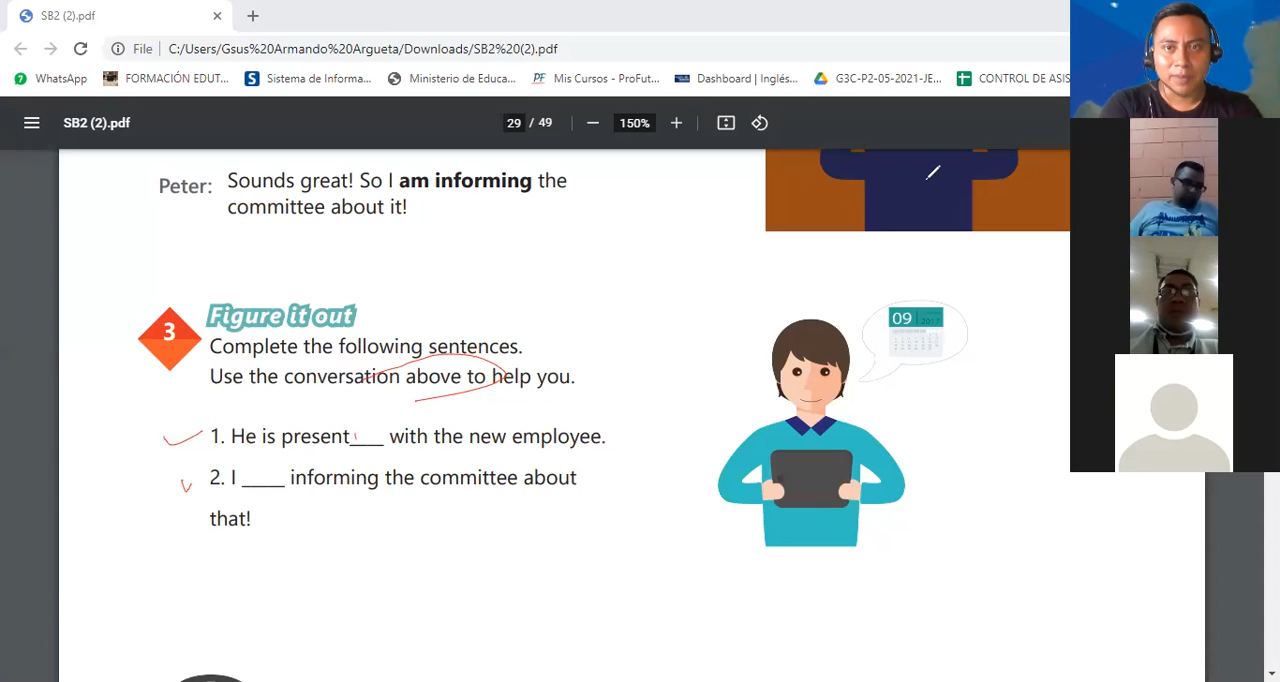 SB2 (2).pdf
File C:/Users/Gsus%20Armando%20Argueta/Downloads/SB2%20(2).pdf
WhatsApp FORMACIÓN EDUT... Sistema de Informa... Ministerio de Educa... Mis Cursos - ProFut... Dashboard | Inglés... G3C-P2-05-2021-JE... CONTROL DE ASIS
SB2 (2).pdf 29 / 49 150%
Peter: Sounds great! So I am informing the
committee about it!
3 Figure it out
Complete the following sentences.
Use the conversation above to help you.
1. He is present___ with the new employee.
2. I ____ informing the committee about
that!
09 2017